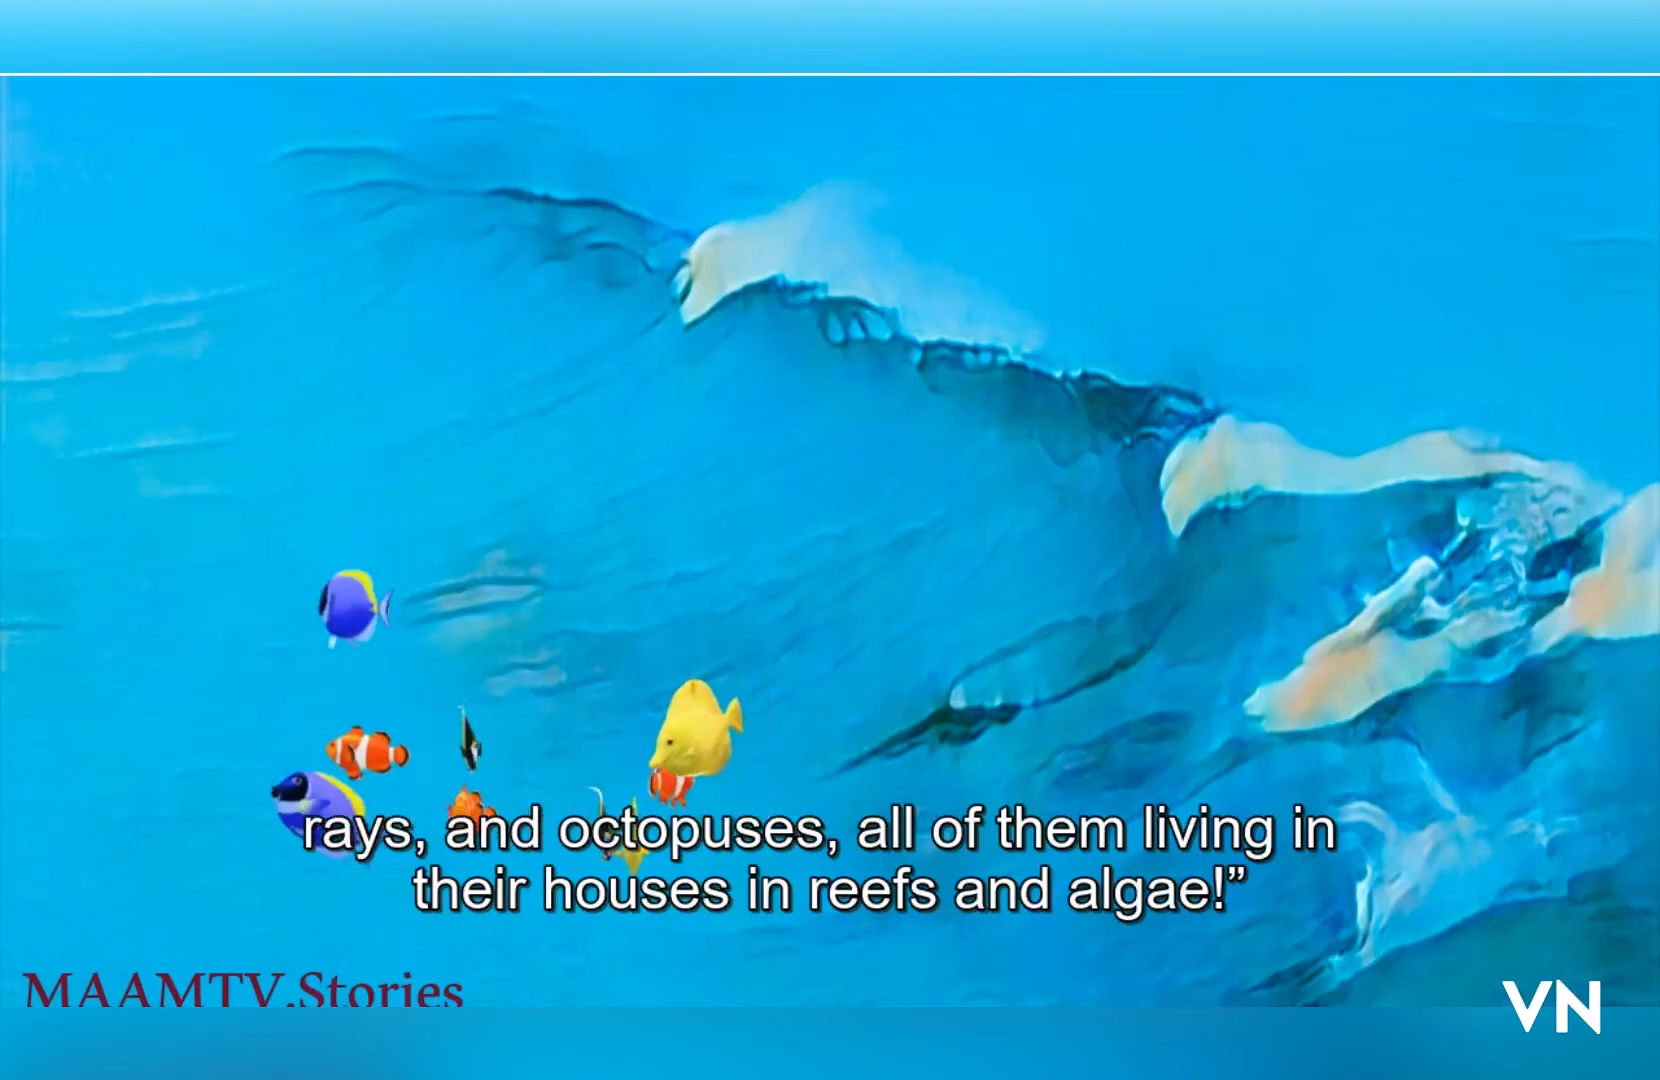 rays, and octopuses, all of them living in
their houses in reefs and algae!”
MAAMTV.Stories
VN